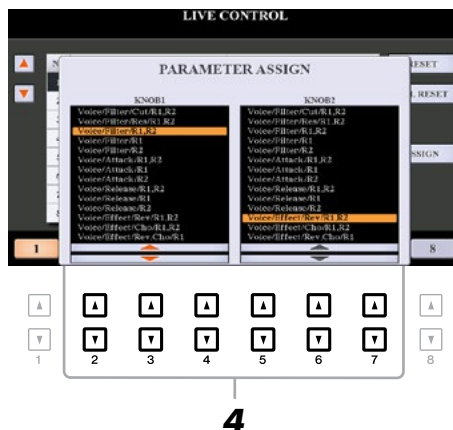 LIVE CONTROL
PARAMETER ASSIGN
KNOB1
KNOB2
Voice/Filter/Cut/R1,R2
Voice/Filter/Res/R1,R2
Voice/Filter/R1,R2
Voice/Filter/R1
Voice/Filter/R2
Voice/Attack/R1,R2
Voice/Attack/R1
Voice/Attack/R2
Voice/Release/R1,R2
Voice/Release/R1
Voice/Release/R2
Voice/Effect/Rev/R1,R2
Voice/Effect/Cho/R1,R2
Voice/Effect/Rev,Cho/R1
Voice/Filter/Cut/R1,R2
Voice/Filter/Res/R1,R2
Voice/Filter/R1,R2
Voice/Filter/R1
Voice/Filter/R2
Voice/Attack/R1,R2
Voice/Attack/R1
Voice/Attack/R2
Voice/Release/R1,R2
Voice/Release/R1
Voice/Release/R2
Voice/Effect/Rev/R1,R2
Voice/Effect/Cho/R1,R2
Voice/Effect/Rev,Cho/R1
RESET
RESET
SSIGN
1
8
1 2 3 4 5 6 7 8
4